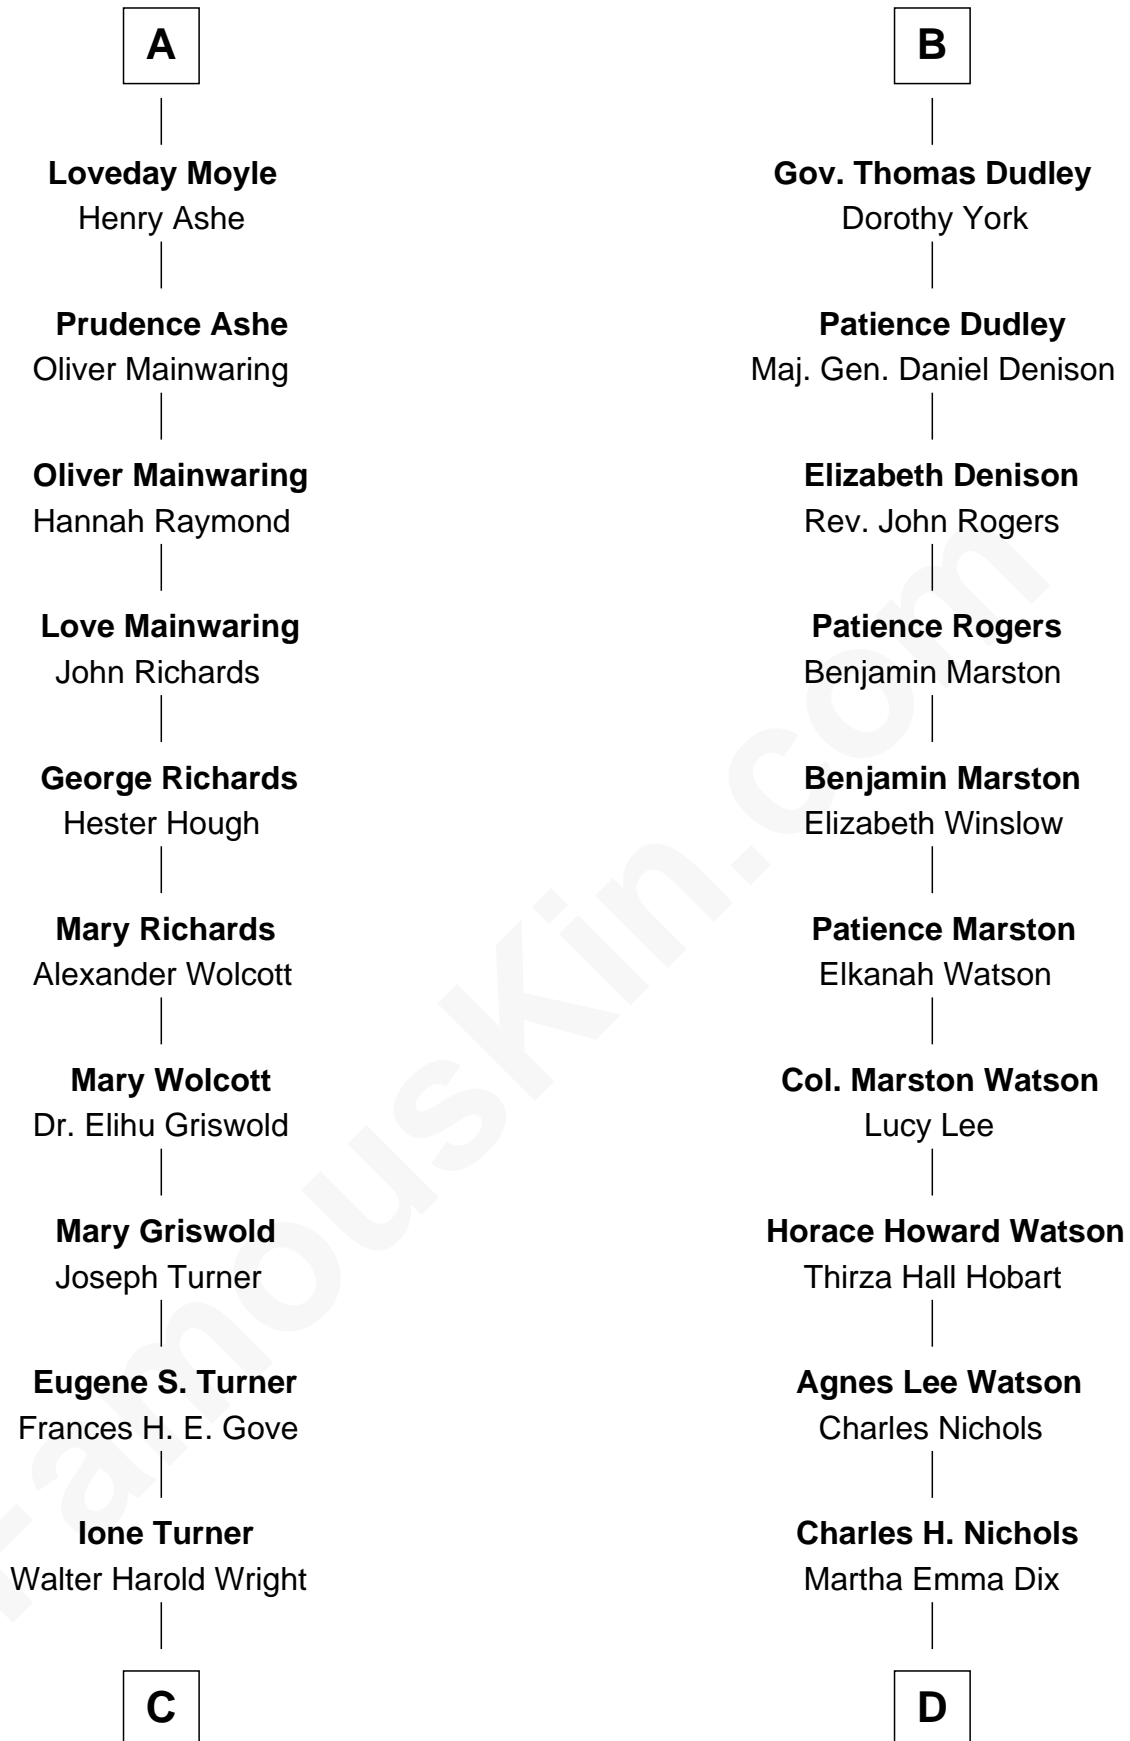 A
Loveday Moyle
Henry Ashe
Prudence Ashe
Oliver Mainwaring
Oliver Mainwaring
Hannah Raymond
Love Mainwaring
John Richards
George Richards
Hester Hough
Mary Richards
Alexander Wolcott
Mary Wolcott
Dr. Elihu Griswold
Mary Griswold
Joseph Turner
Eugene S. Turner
Frances H. E. Gove
Ione Turner
Walter Harold Wright
C
B
Gov. Thomas Dudley
Dorothy York
Patience Dudley
Maj. Gen. Daniel Denison
Elizabeth Denison
Rev. John Rogers
Patience Rogers
Benjamin Marston
Benjamin Marston
Elizabeth Winslow
Patience Marston
Elkanah Watson
Col. Marston Watson
Lucy Lee
Horace Howard Watson
Thirza Hall Hobart
Agnes Lee Watson
Charles Nichols
Charles H. Nichols
Martha Emma Dix
D
FamousKin.com